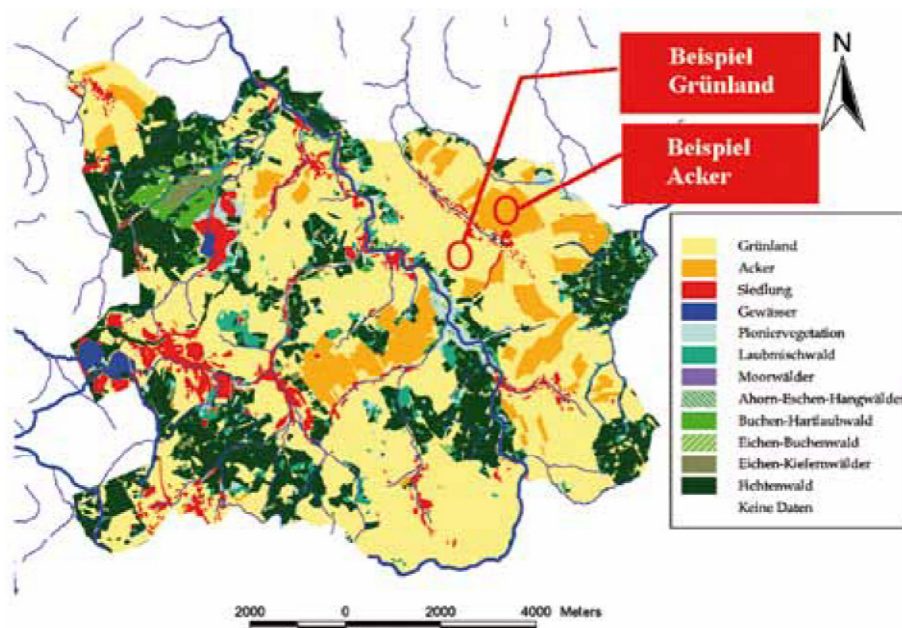 Beispiel
Grünland
N
Beispiel
Acker
Grünland
Acker
Siedlung
Gewässer
Pioniervegetation
Laubmischwald
Moorwälder
Ahorn-Eschen-Hangwälder
Buchen-Hartlaubwald
Eichen-Buchenwald
Eichen-Kiefernwälder
Fichtenwald
Keine Daten
2000 0 2000 4000 Meters